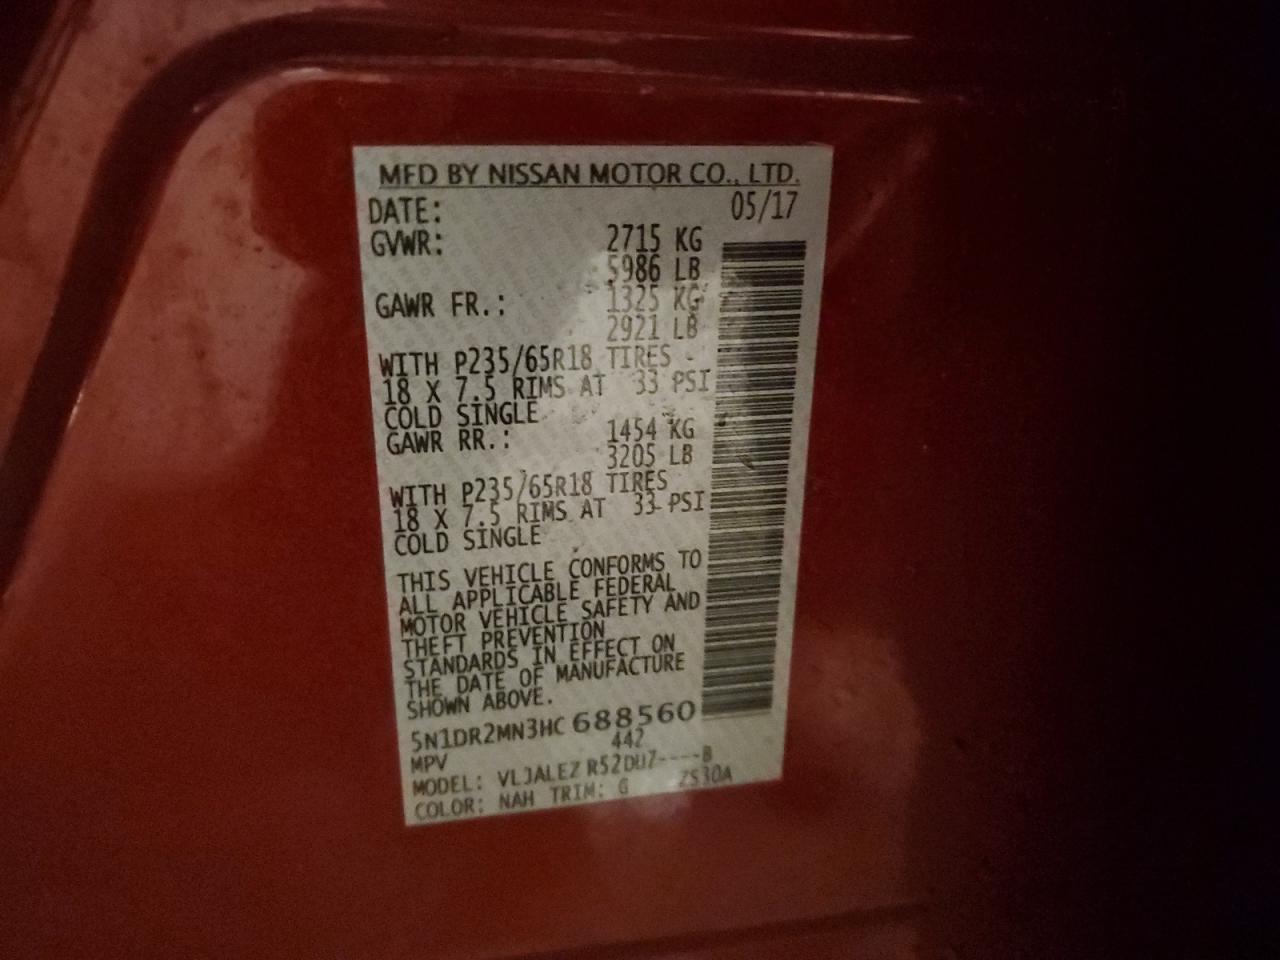 MFD BY NISSAN MOTOR CO., LTD.
DATE: 05/17
GVWR: 2715 KG
5986 LB
GAWR FR.: 1325 KG
2921 LB
WITH P235/65R18 TIRES
18 X 7.5 RIMS AT 33 PSI
COLD SINGLE
GAWR RR.: 1454 KG
3205 LB
WITH P235/65R18 TIRES
18 X 7.5 RIMS AT 33 PSI
COLD SINGLE
THIS VEHICLE CONFORMS TO
ALL APPLICABLE FEDERAL
MOTOR VEHICLE SAFETY AND
THEFT PREVENTION
STANDARDS IN EFFECT ON
THE DATE OF MANUFACTURE
SHOWN ABOVE.
5N1DR2MN3HC 688560
MPV 442
MODEL:
COLOR: NAH TRIM: G ZS30A